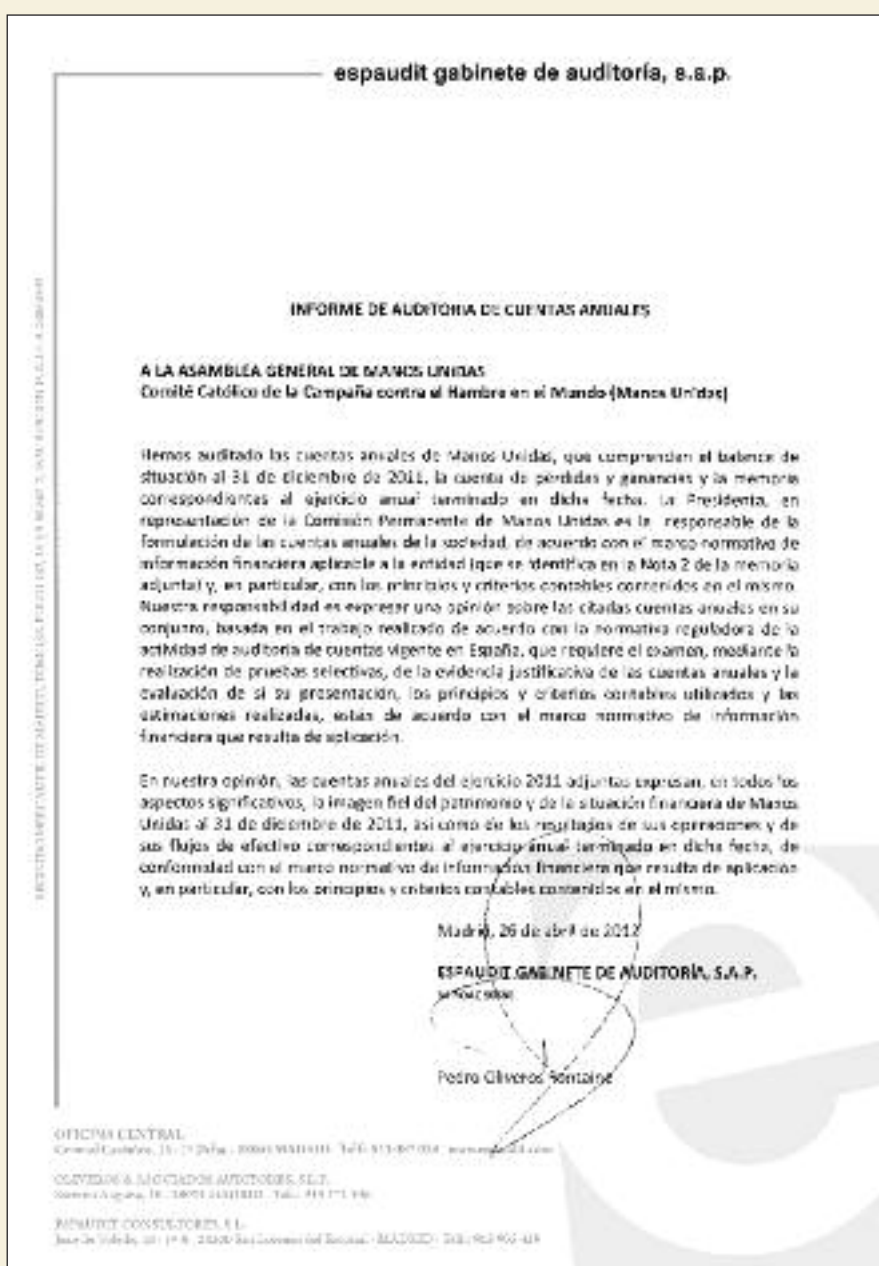 espaudit gabinete de auditoría, s.a.p.
INFORME DE AUDITORIA DE CUENTAS ANUALES
A LA ASAMBLEA GENERAL DE MANOS UNIDAS
Comité Católico de la Campaña contra el Hambre en el Mundo (Manos Unidas)
Hemos auditado las cuentas anuales de Manos Unidas, que comprenden el balance de
situación al 31 de diciembre de 2011, la cuenta de pérdidas y ganancias y la memoria
correspondientes al ejercicio anual terminado en dicha fecha. La Presidenta, en
representación de la Comisión Permanente de Manos Unidas es la responsable de la
formulación de las cuentas anuales de la sociedad, de acuerdo con el marco normativo de
información financiera aplicable a la entidad (que se identifica en la Nota 2 de la memoria
adjunta) y, en particular, con los principios y criterios contables contenidos en el mismo.
Nuestra responsabilidad es expresar una opinión sobre las citadas cuentas anuales en su
conjunto, basada en el trabajo realizado de acuerdo con la normativa reguladora de la
actividad de auditoría de cuentas vigente en España, que requiere el examen, mediante la
realización de pruebas selectivas, de la evidencia justificativa de las cuentas anuales y la
evaluación de si su presentación, los principios y criterios contables utilizados y las
estimaciones realizadas, están de acuerdo con el marco normativo de información
financiera que resulta de aplicación.
En nuestra opinión, las cuentas anuales del ejercicio 2011 adjuntas expresan, en todos los
aspectos significativos, la imagen fiel del patrimonio y de la situación financiera de Manos
Unidas al 31 de diciembre de 2011, así como de los resultados de sus operaciones y de
sus flujos de efectivo correspondientes al ejercicio anual terminado en dicha fecha, de
conformidad con el marco normativo de información financiera que resulta de aplicación
y, en particular, con los principios y criterios contables contenidos en el mismo.
Madrid, 26 de abril de 2012
ESPAUDIT GABINETE DE AUDITORÍA, S.A.P.
Pedro Oliveros
OFICINA CENTRAL
MADRID
OLIVEROS & ASOCIADOS AUDITORES, S.L.P.
ESPAUDIT CONSULTORES, S.L.
San Lorenzo del Escorial - MADRID